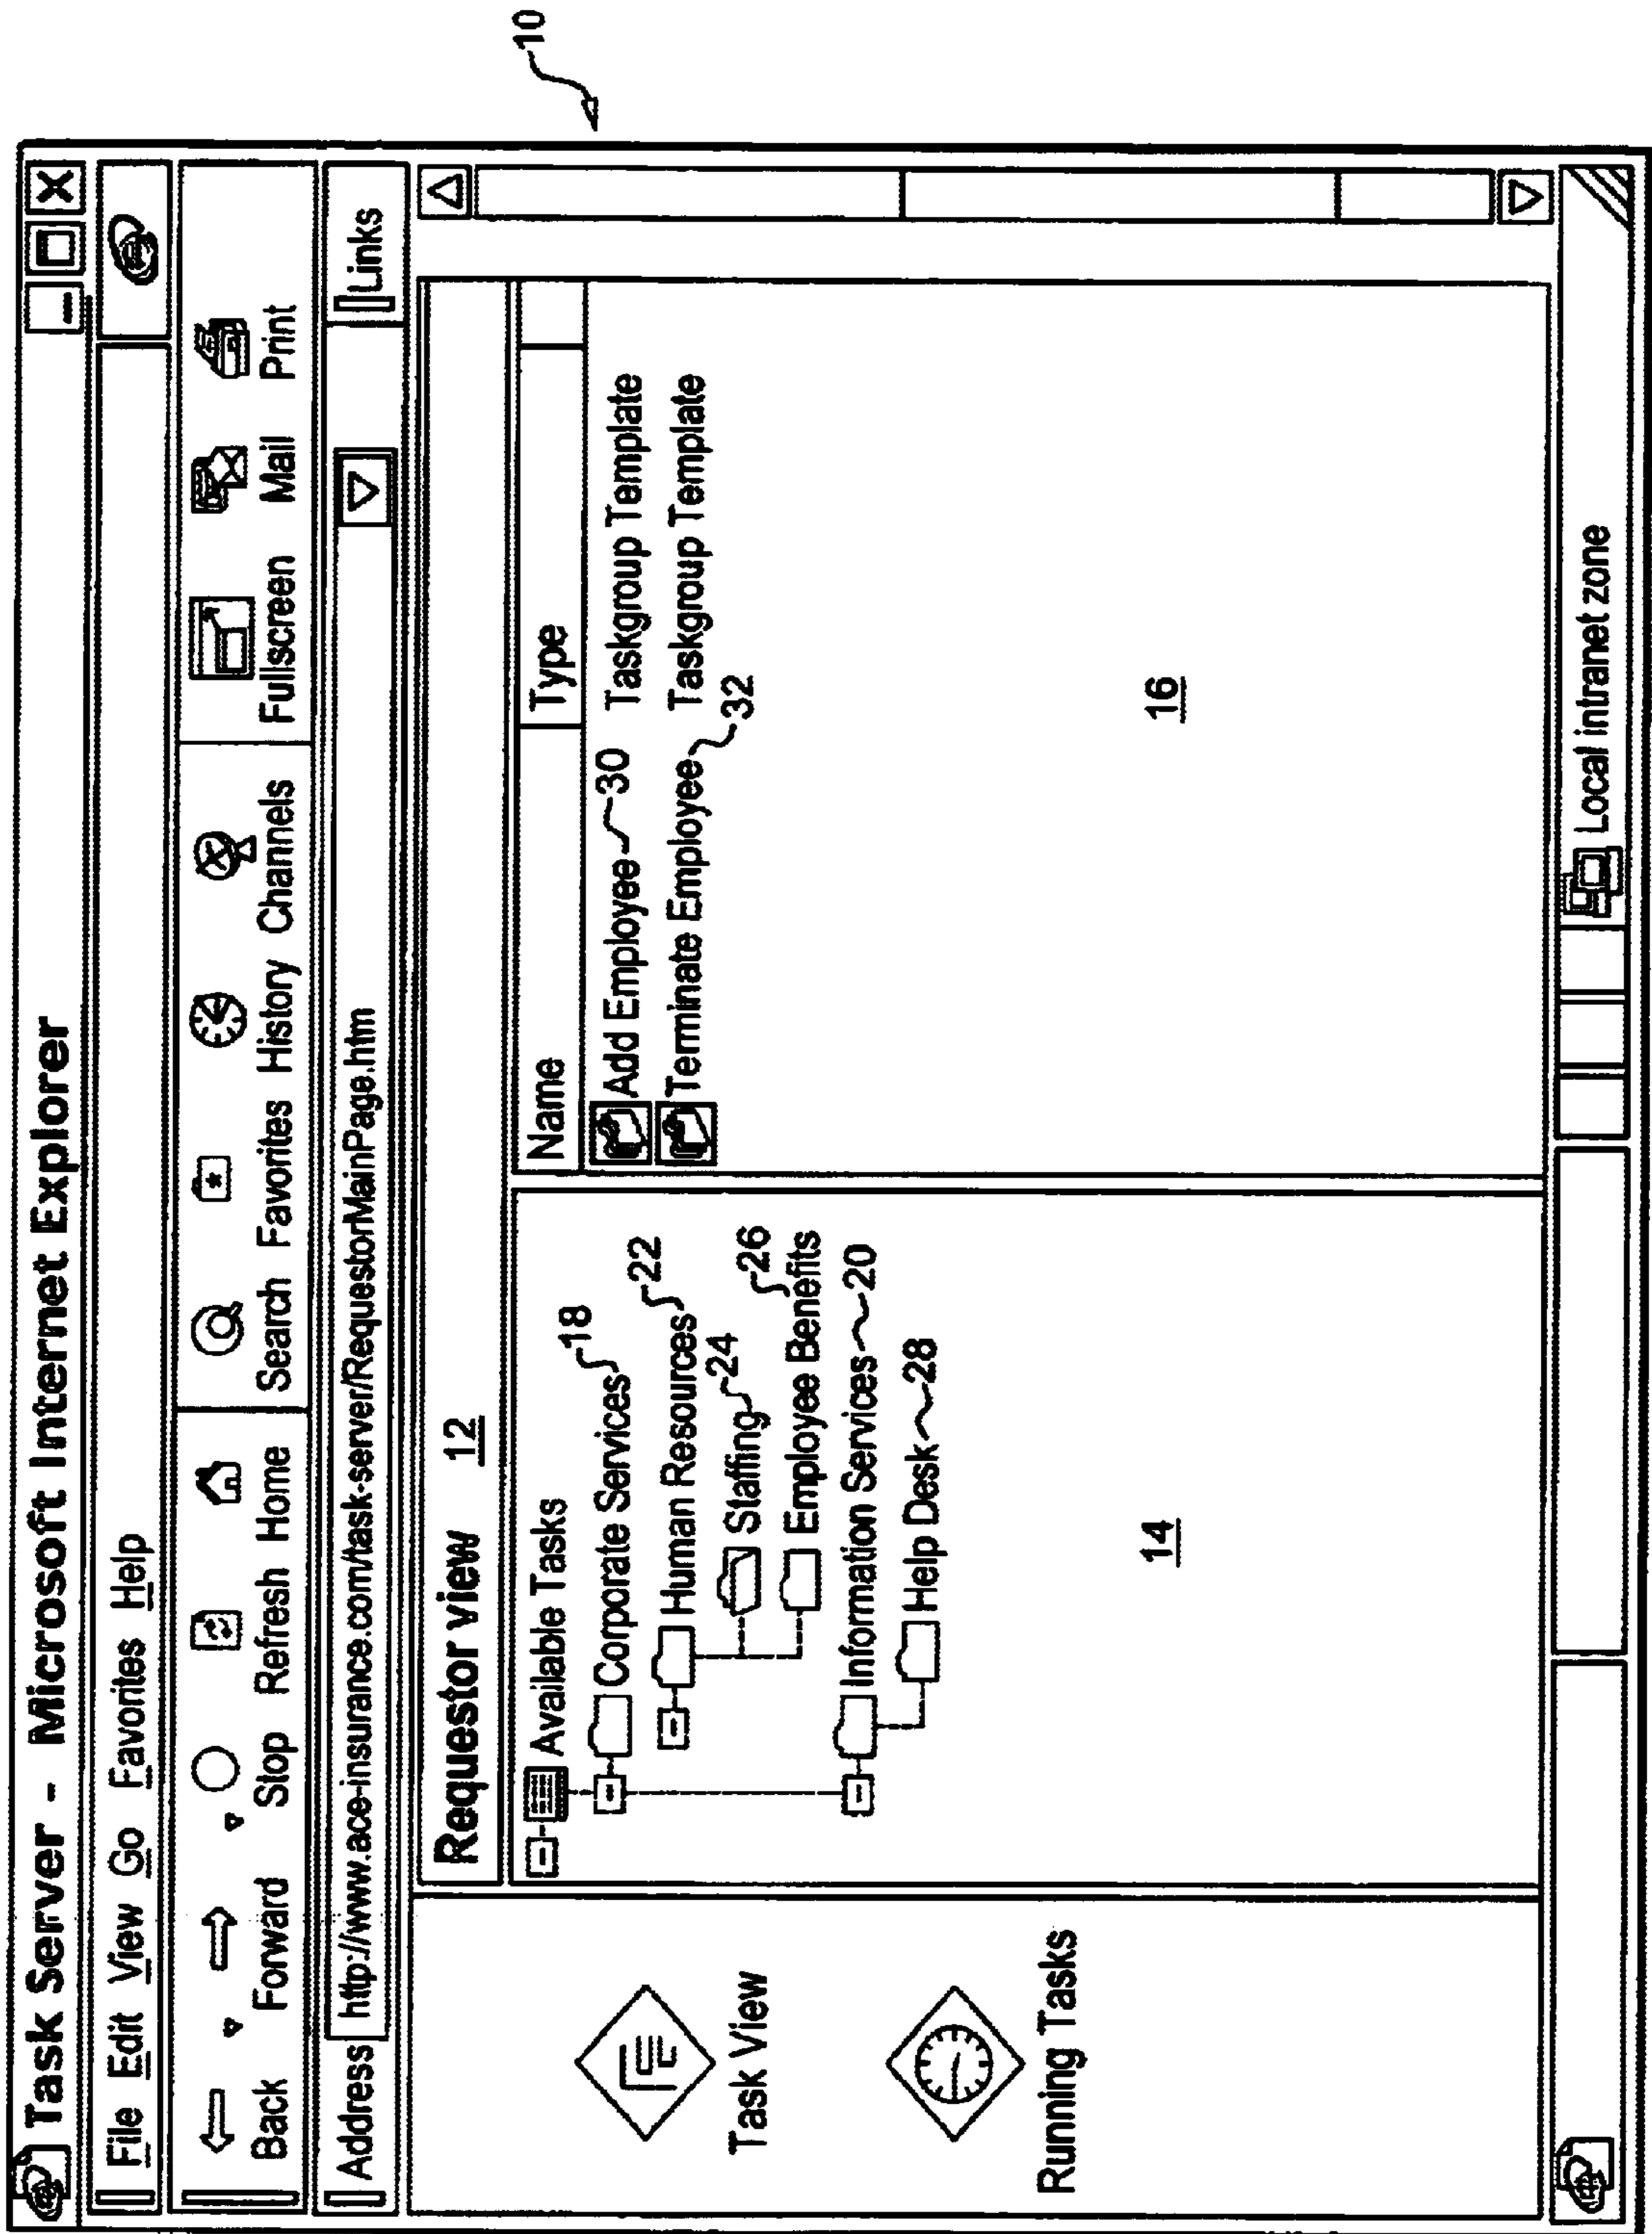 Task Server - Microsoft Internet Explorer
File Edit View Go Favorites Help
Back Forward Stop Refresh Home Search Favorites History Channels Fullscreen Mail Print
Address http://www.ace-insurance.com/task-server/RequestorMainPage.htm Links
10
Task View
Running Tasks
Requestor view 12
Available Tasks
Corporate Services 18
Human Resources 22
Staffing 24
Employee Benefits 26
Information Services 20
Help Desk 28
14
Name Type
Add Employee 30 Taskgroup Template
Terminate Employee 32 Taskgroup Template
16
Local intranet zone